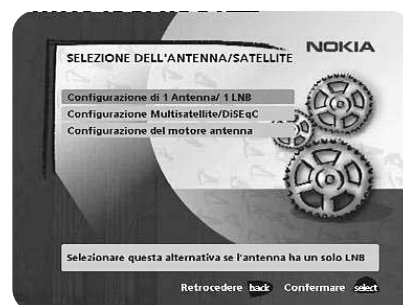 NOKIA
SELEZIONE DELL'ANTENNA/SATELLITE
Configurazione di 1 Antenna/ 1 LNB
Configurazione Multisatellite/DiSEqC
Configurazione del motore antenna
Selezionare questa alternativa se l'antenna ha un solo LNB
Retrocedere back Confermare select